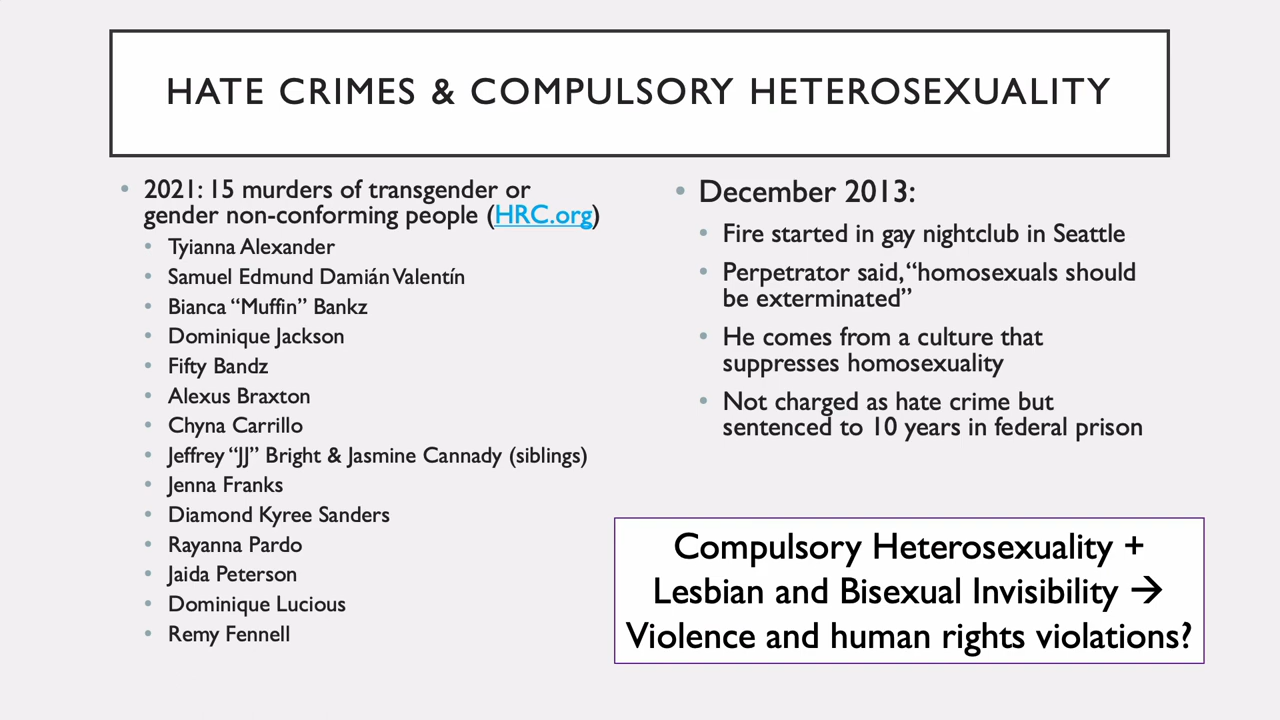 HATE CRIMES & COMPULSORY HETEROSEXUALITY
• 2021: 15 murders of transgender or
gender non-conforming people (HRC.org)
• Tyianna Alexander
• Samuel Edmund Damián Valentín
• Bianca “Muffin” Bankz
• Dominique Jackson
• Fifty Bandz
• Alexus Braxton
• Chyna Carrillo
• Jeffrey “JJ” Bright & Jasmine Cannady (siblings)
• Jenna Franks
• Diamond Kyree Sanders
• Rayanna Pardo
• Jaida Peterson
• Dominique Lucious
• Remy Fennell
• December 2013:
• Fire started in gay nightclub in Seattle
• Perpetrator said, “homosexuals should
be exterminated”
• He comes from a culture that
suppresses homosexuality
• Not charged as hate crime but
sentenced to 10 years in federal prison
Compulsory Heterosexuality +
Lesbian and Bisexual Invisibility →
Violence and human rights violations?